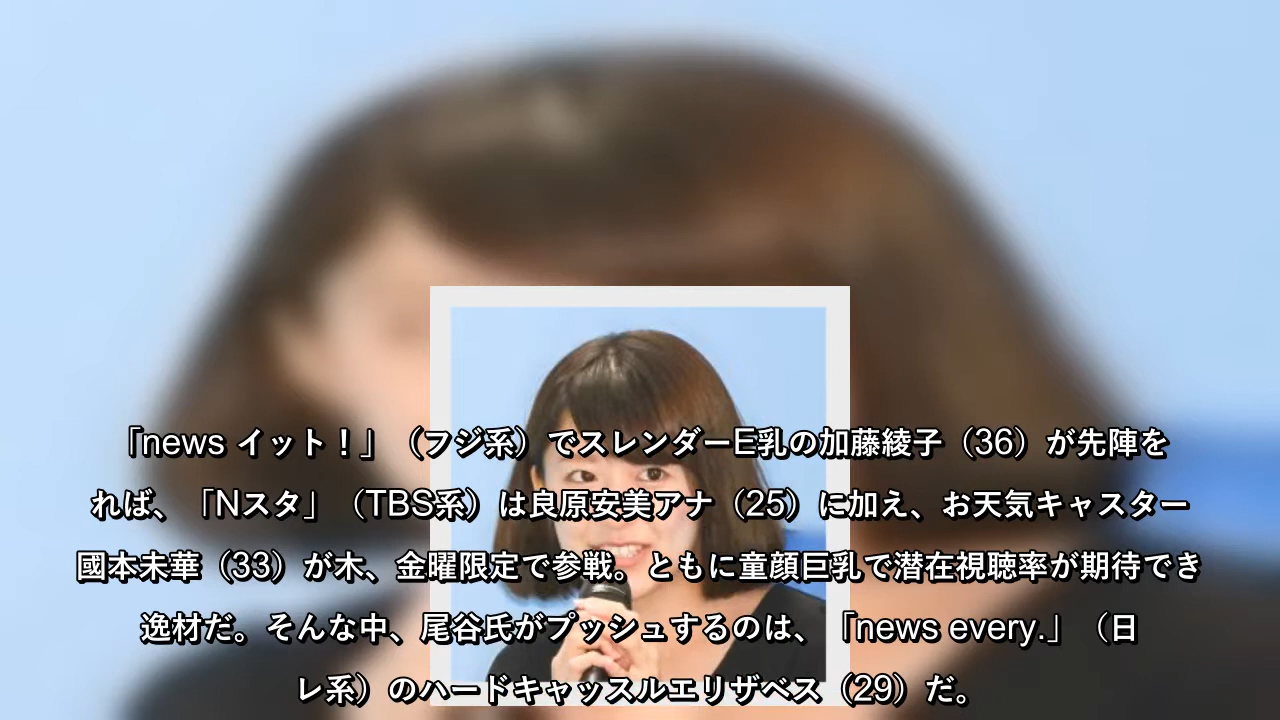 「news イット！」（フジ系）でスレンダーE乳の加藤綾子（36）が先陣を
れば、「Nスタ」（TBS系）は良原安美アナ（25）に加え、お天気キャスター
國本未華（33）が木、金曜限定で参戦。ともに童顔巨乳で潜在視聴率が期待でき
逸材だ。そんな中、尾谷氏がプッシュするのは、「news every.」（日
レ系）のハードキャッスルエリザベス（29）だ。